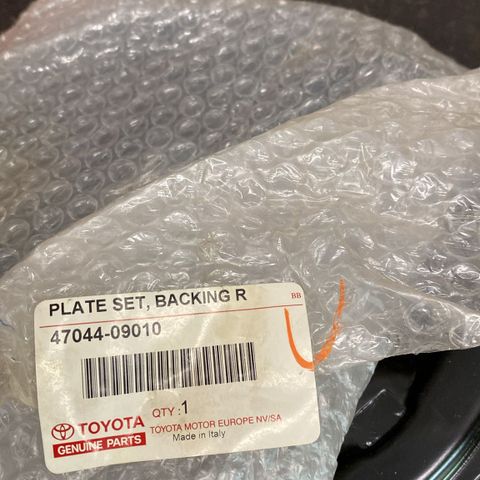 PLATE SET, BACKING R
BB
47044-09010
QTY :1
TOYOTA
GENUINE PARTS
TOYOTA MOTOR EUROPE NV/SA
Made in Italy